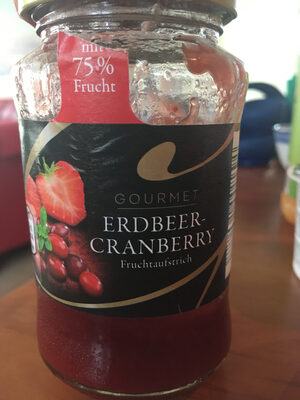 mit
75%
Frucht
GOURMET
ERDBEER-
CRANBERRY
Fruchtaufstrich